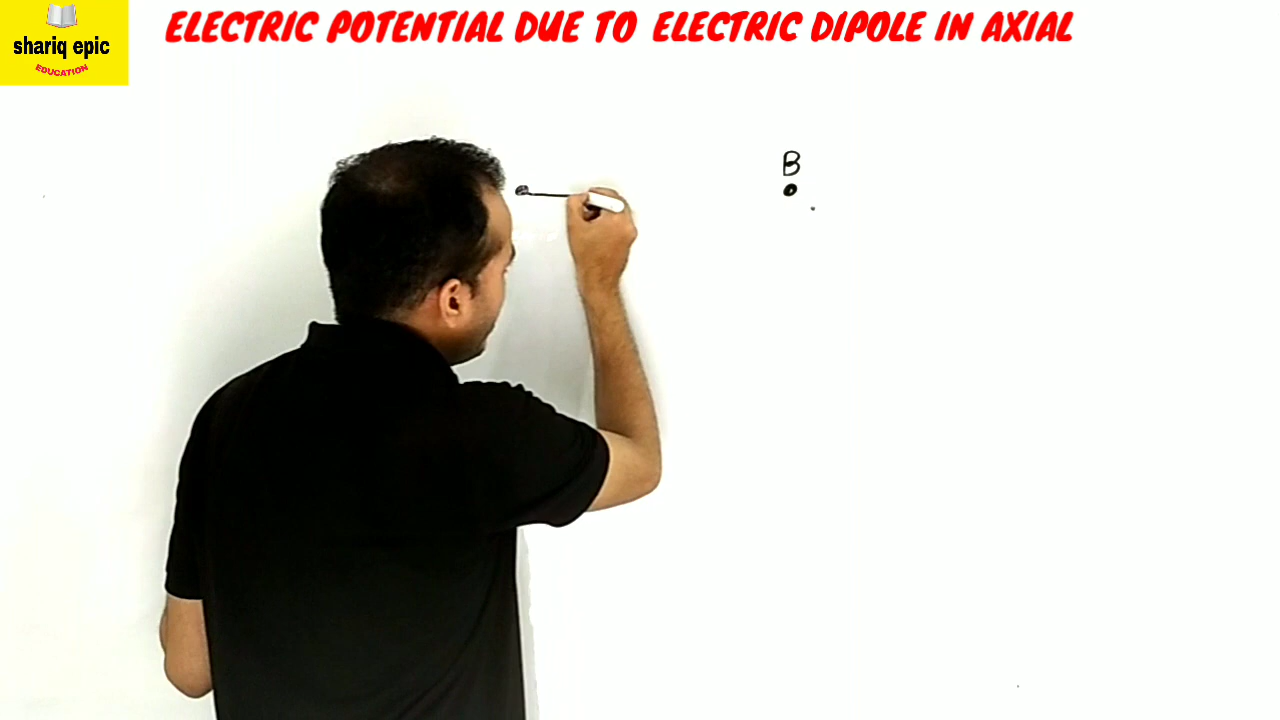 shariq epic
EDUCATION
ELECTRIC POTENTIAL DUE TO ELECTRIC DIPOLE IN AXIAL
B